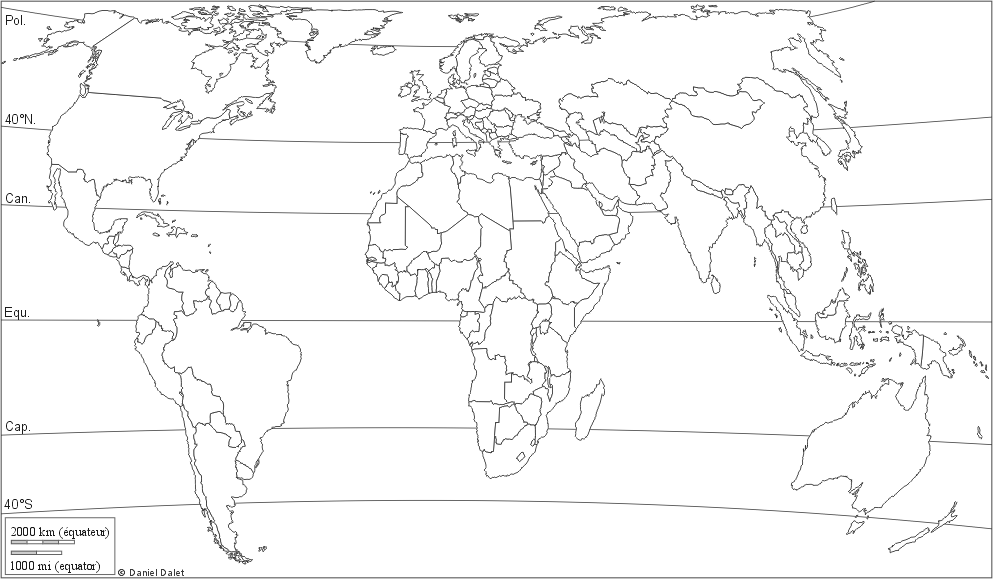 Pol.
40°N.
Can.
Equ.
Cap.
40°S
2000 km (équateur)
1000 mi (equator)
© Daniel Dalet